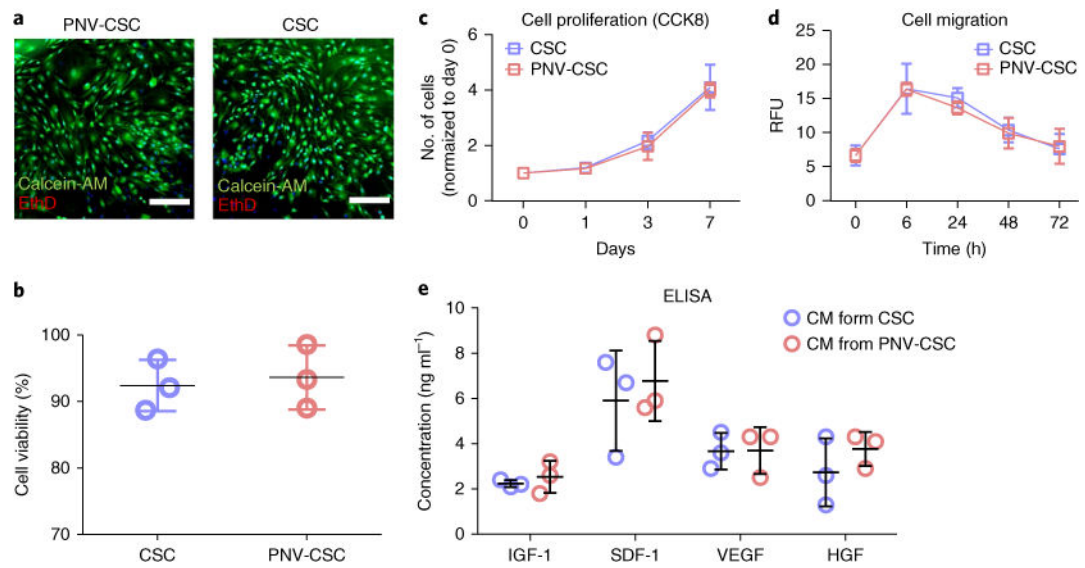 a
PNV-CSC
CSC
Calcein-AM
EthD
Calcein-AM
EthD
b
Cell viability (%)
100
90
80
70
CSC
PNV-CSC
c
Cell proliferation (CCK8)
CSC
PNV-CSC
No. of cells
(normaized to day 0)
6
4
2
0
0 1 3 7
Days
d
Cell migration
CSC
PNV-CSC
RFU
25
20
15
10
5
0
0 6 24 48 72
Time (h)
e
ELISA
CM form CSC
CM from PNV-CSC
Concentration (ng ml⁻¹)
10
8
6
4
2
0
IGF-1 SDF-1 VEGF HGF